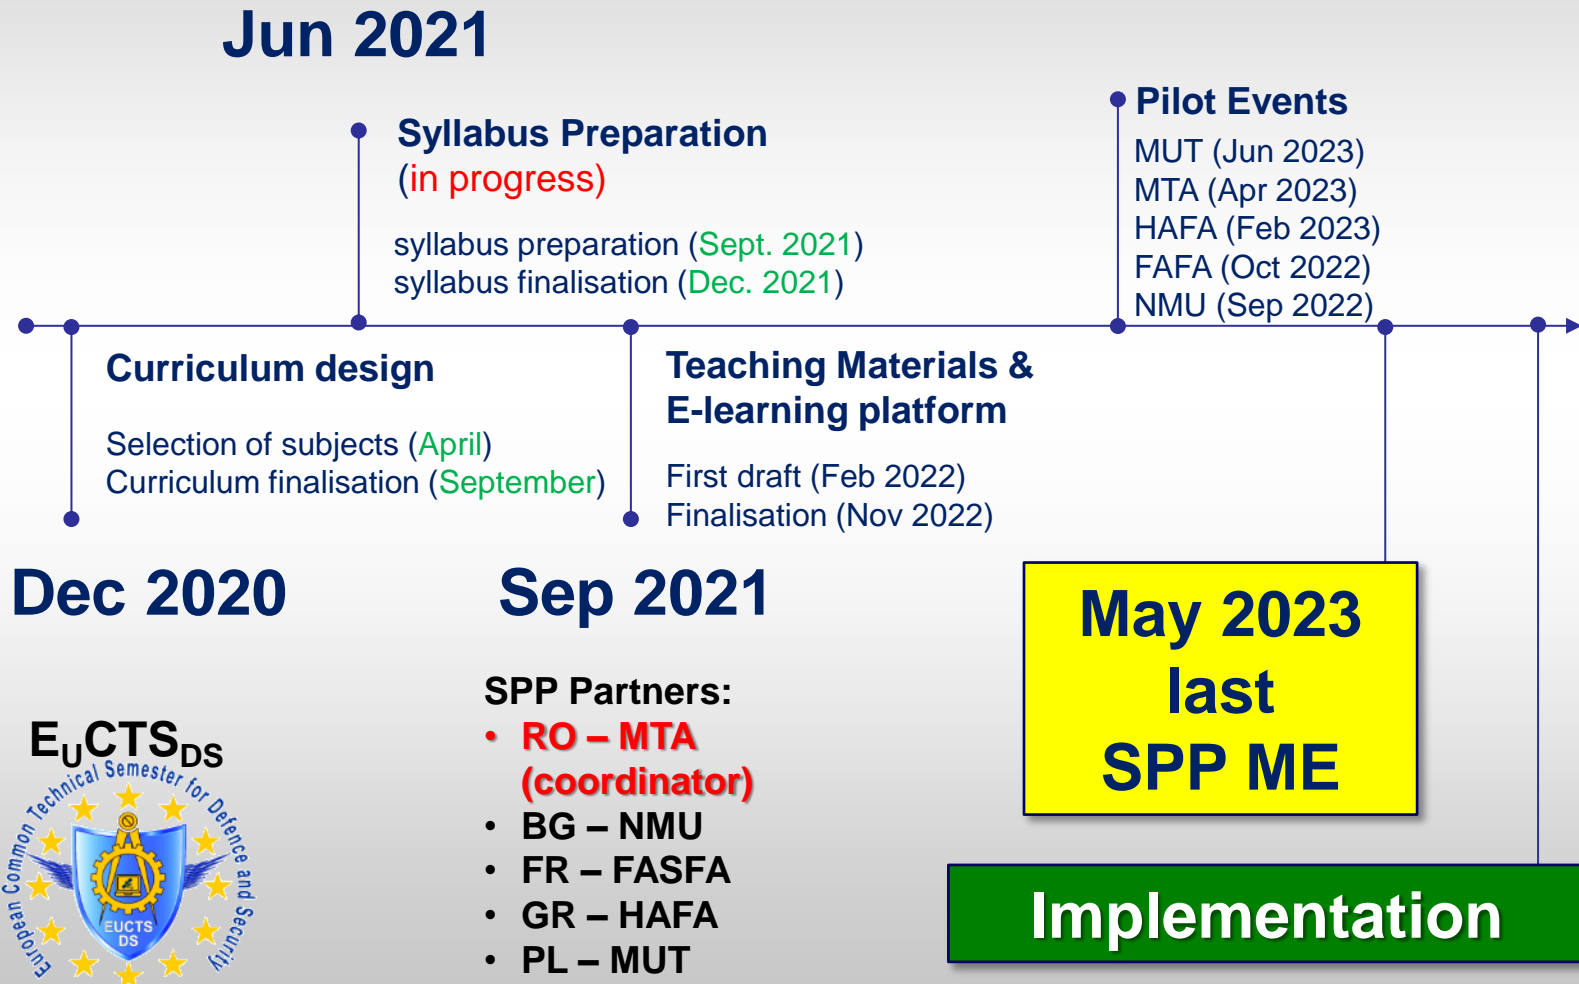 Jun 2021
Syllabus Preparation
(in progress)
syllabus preparation (Sept. 2021)
syllabus finalisation (Dec. 2021)
Pilot Events
MUT (Jun 2023)
MTA (Apr 2023)
HAFA (Feb 2023)
FAFA (Oct 2022)
NMU (Sep 2022)
Curriculum design
Selection of subjects (April)
Curriculum finalisation (September)
Teaching Materials &
E-learning platform
First draft (Feb 2022)
Finalisation (Nov 2022)
Dec 2020
Sep 2021
May 2023
last
SPP ME
SPP Partners:
• RO – MTA
(coordinator)
• BG – NMU
• FR – FASFA
• GR – HAFA
• PL – MUT
EUCTSDS
European Common Technical Semester for Defence and Security
EUCTS
DS
Implementation